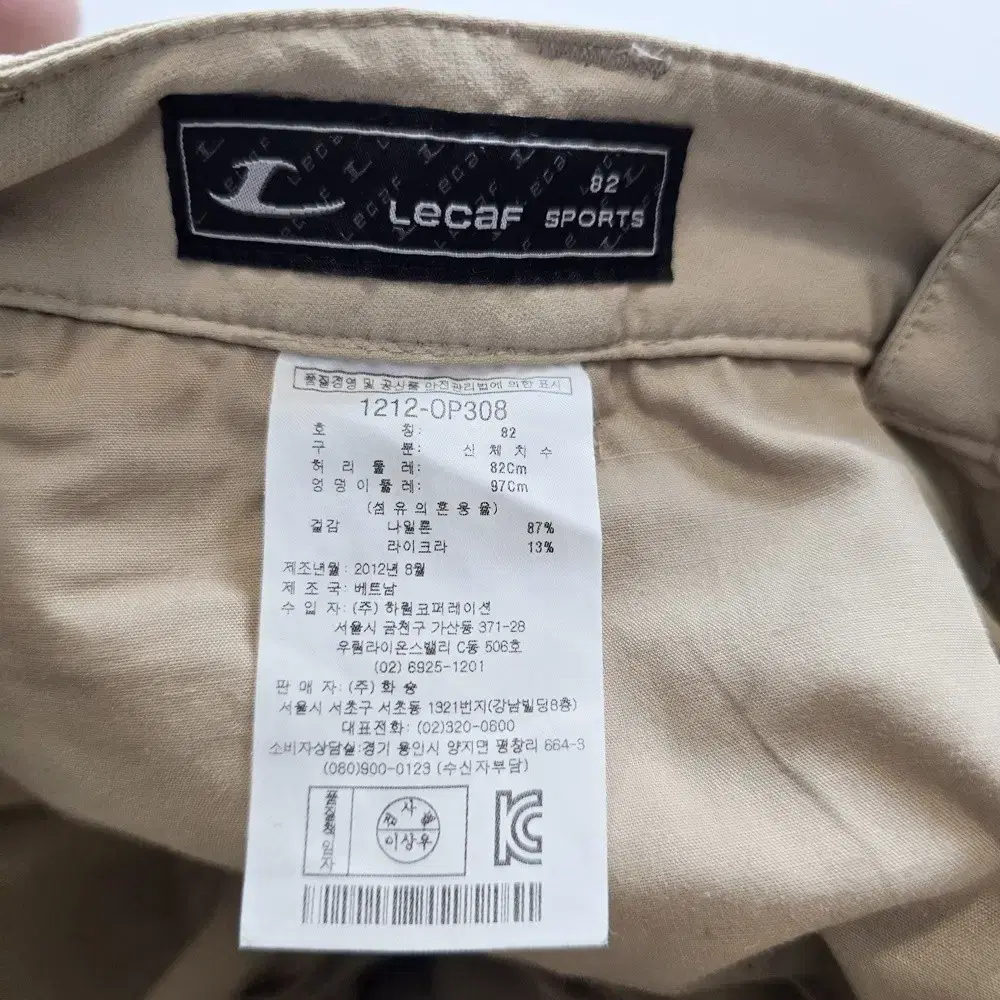 82
Lecaf SPORTS
품질경영 및 공산품 안전관리법에 의한 표시
1212-OP308
호 칭: 82
구 분: 신 체 치 수
허 리 둘 레: 82Cm
엉덩이둘레: 97Cm
(섬유의혼용율)
겉감 나일론 87%
라이크라 13%
제조년월: 2012년 8월
제 조 국: 베트남
수 입 자: (주) 하림코퍼레이션
서울시 금천구 가산동 371-28
우림라이온스밸리 C동 506호
(02) 6925-1201
판 매 자: (주) 화 승
서울시 서초구 서초동 1321번지(강남빌딩8층)
대표전화: (02)320-0600
소비자상담실:경기 용인시 양지면 평창리 664-3
(080)900-0123 (수신자부담)
이상우